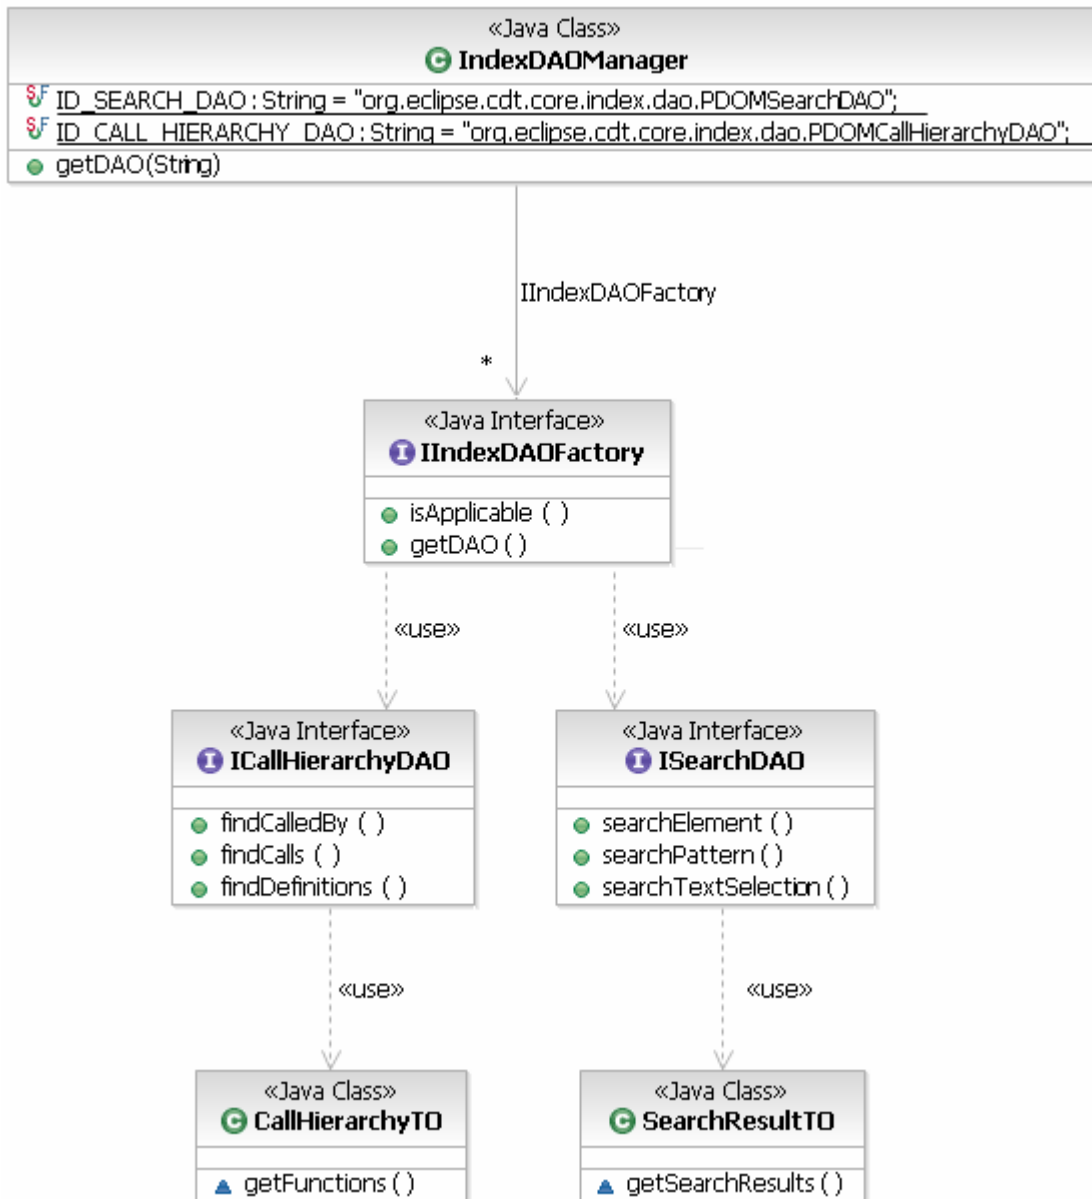 «Java Class»
IndexDAOManager
ID_SEARCH_DAO : String = "org.eclipse.cdt.core.index.dao.PDOMSearchDAO";
ID_CALL_HIERARCHY_DAO : String = "org.eclipse.cdt.core.index.dao.PDOMCallHierarchyDAO";
getDAO(String)
IIndexDAOFactory
*
«Java Interface»
IIndexDAOFactory
isApplicable ( )
getDAO ( )
«use» «use»
«Java Interface» «Java Interface»
ICallHierarchyDAO ISearchDAO
findCalledBy ( ) searchElement ( )
findCalls ( ) searchPattern ( )
findDefinitions ( ) searchTextSelection ( )
«use» «use»
«Java Class» «Java Class»
CallHierarchyTO SearchResultTO
getFunctions ( ) getSearchResults ( )